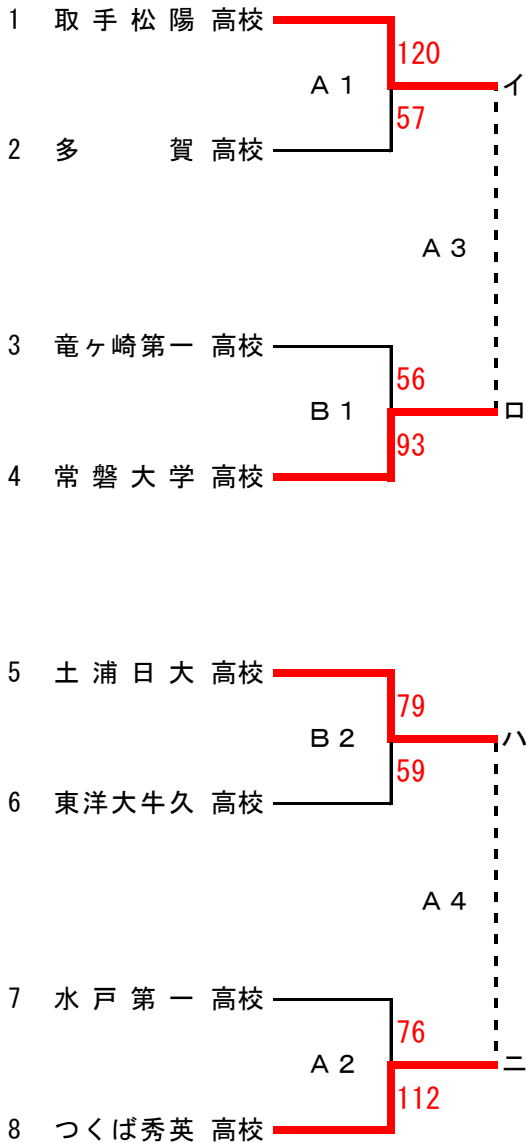 1 取手松陽 高校
120
A1
イ
57
2 多賀 高校
A3
3 竜ヶ崎第一 高校
56
B1
ロ
93
4 常磐大学 高校
5 土浦日大 高校
79
B2
ハ
59
6 東洋大牛久 高校
A4
7 水戸第一 高校
76
A2
ニ
112
8 つくば秀英 高校